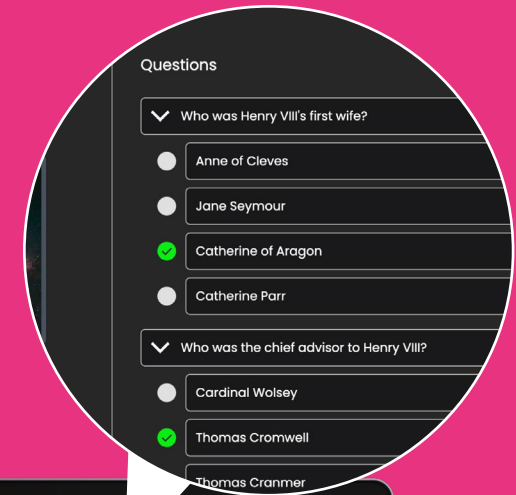 Questions
Who was Henry VIII's first wife?
Anne of Cleves
Jane Seymour
Catherine of Aragon
Catherine Parr
Who was the chief advisor to Henry VIII?
Cardinal Wolsey
Thomas Cromwell
Thomas Cranmer